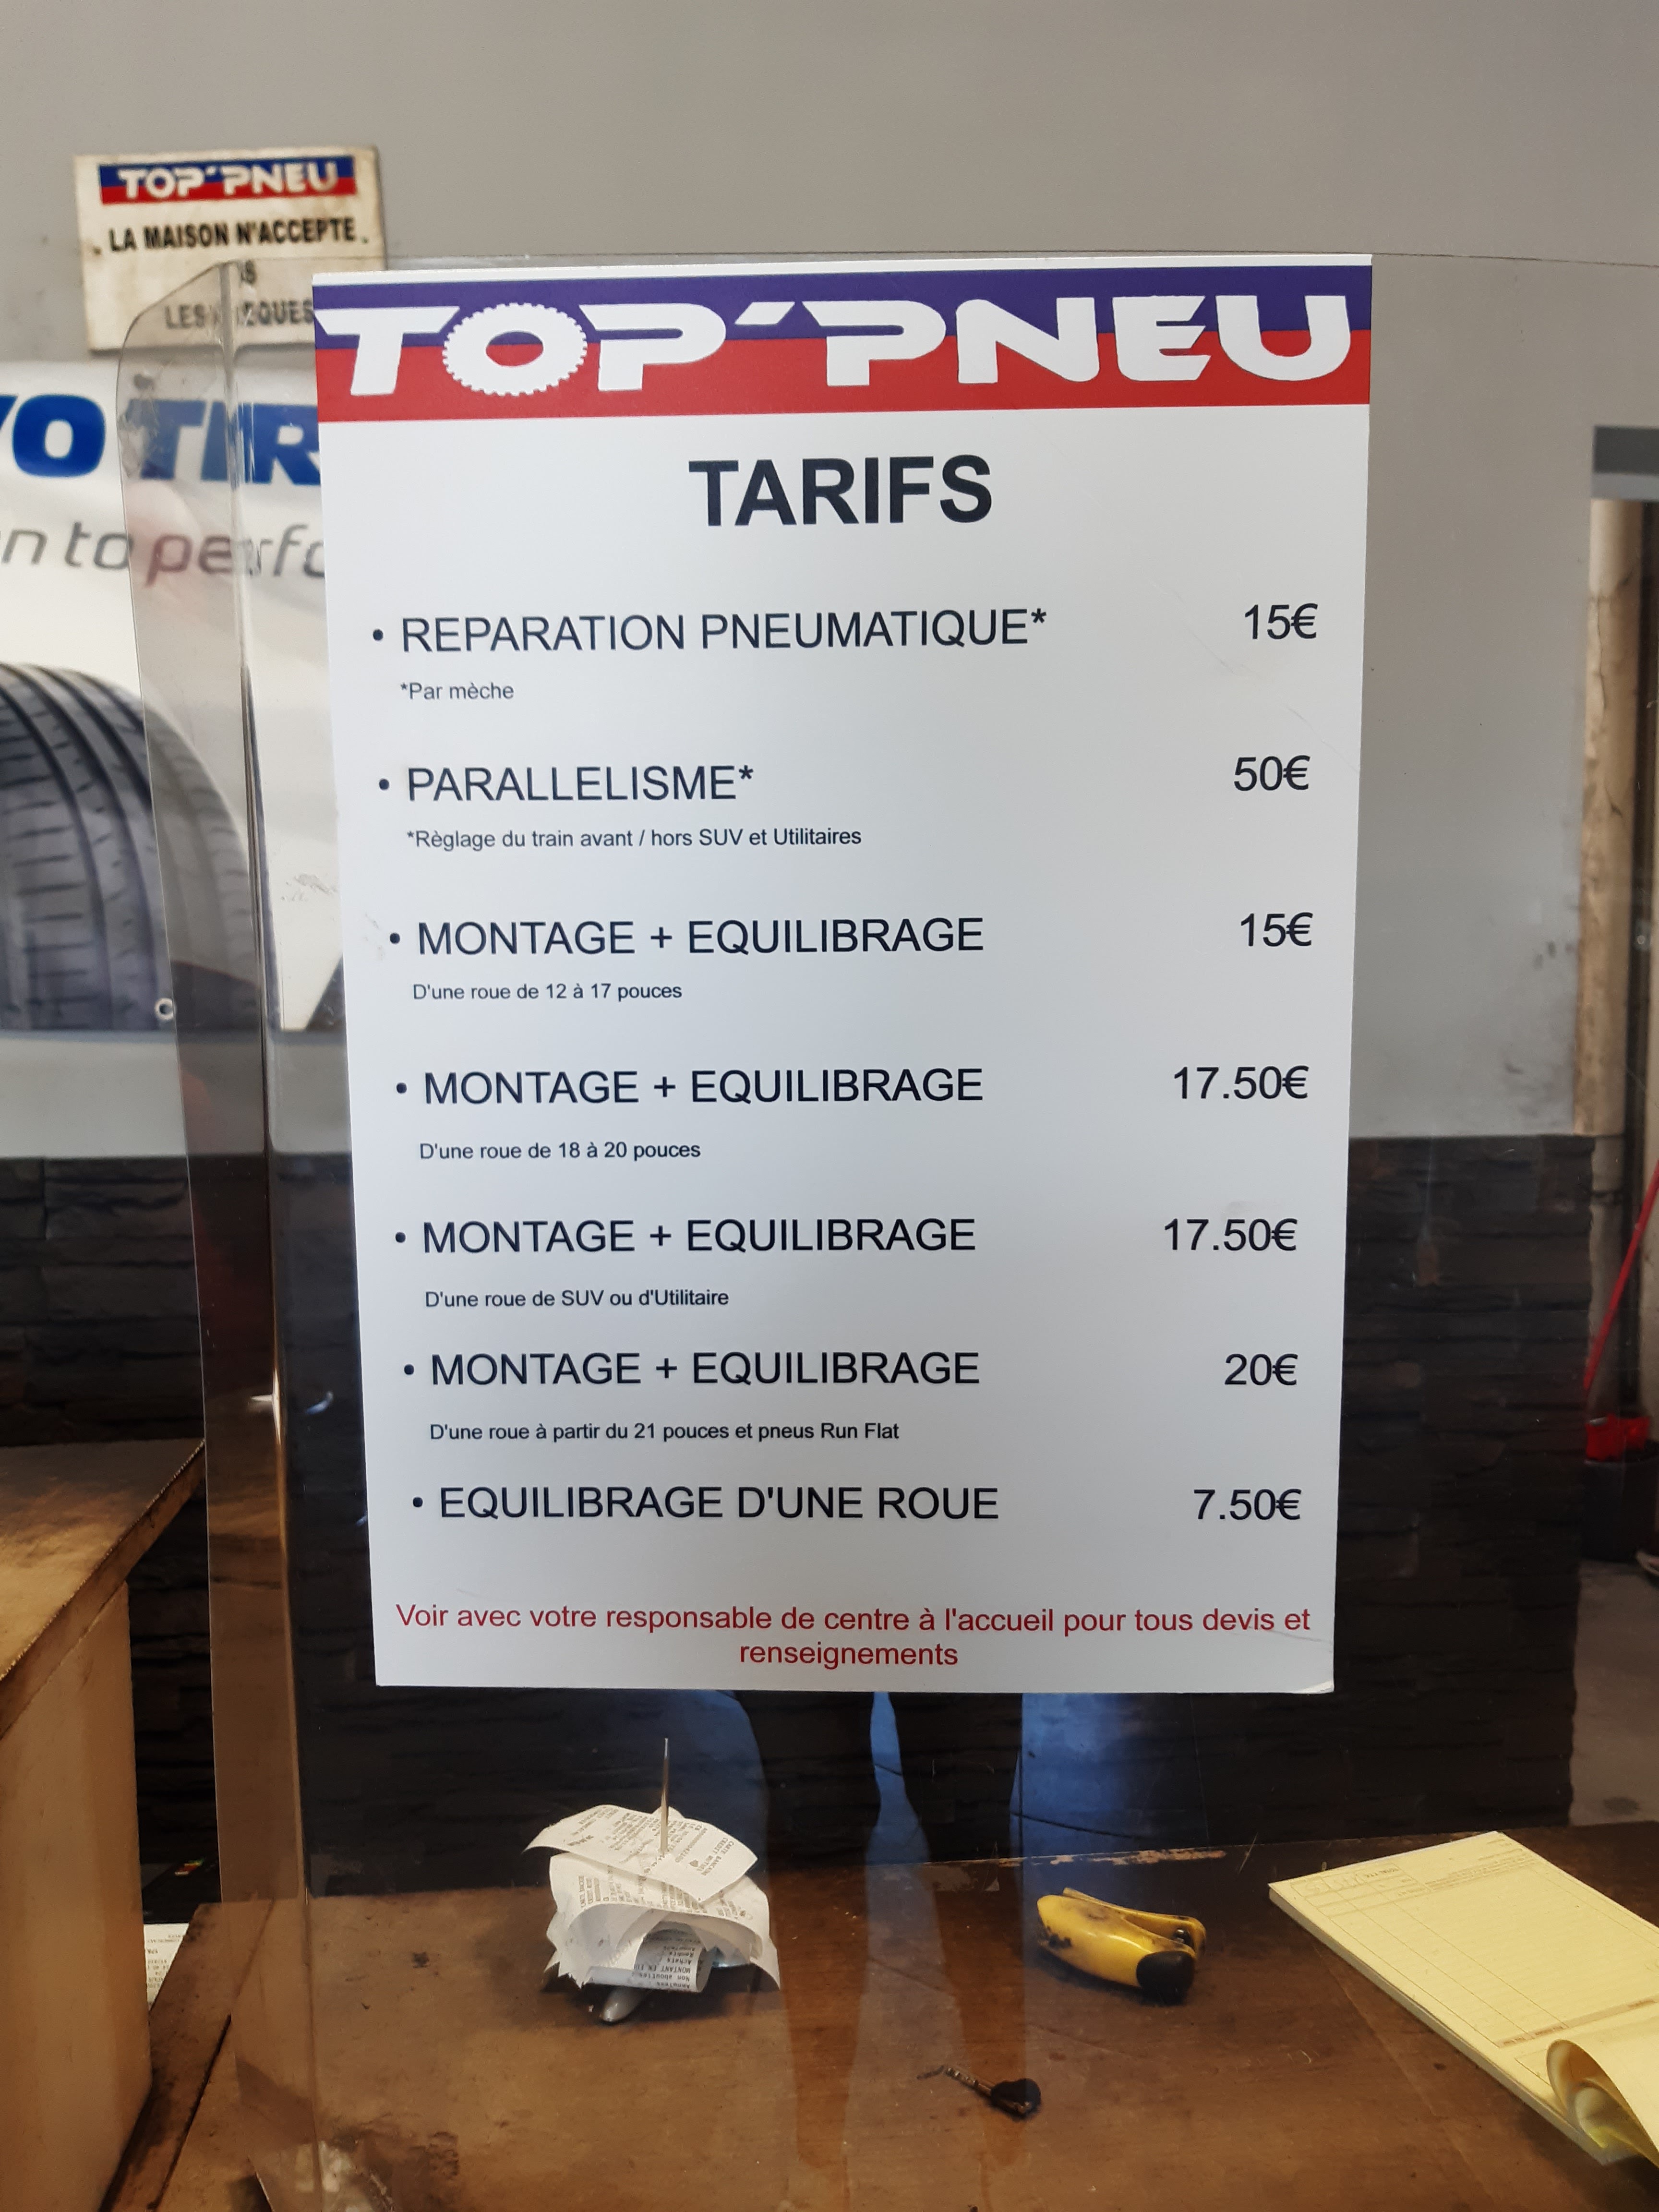 TOP'PNEU
LA MAISON N'ACCEPTE
LES
TOP'PNEU
TARIFS
• REPARATION PNEUMATIQUE* 15€
*Par mèche
• PARALLELISME* 50€
*Règlage du train avant / hors SUV et Utilitaires
• MONTAGE + EQUILIBRAGE 15€
D'une roue de 12 à 17 pouces
• MONTAGE + EQUILIBRAGE 17.50€
D'une roue de 18 à 20 pouces
• MONTAGE + EQUILIBRAGE 17.50€
D'une roue de SUV ou d'Utilitaire
• MONTAGE + EQUILIBRAGE 20€
D'une roue à partir du 21 pouces et pneus Run Flat
• EQUILIBRAGE D'UNE ROUE 7.50€
Voir avec votre responsable de centre à l'accueil pour tous devis et
renseignements
to